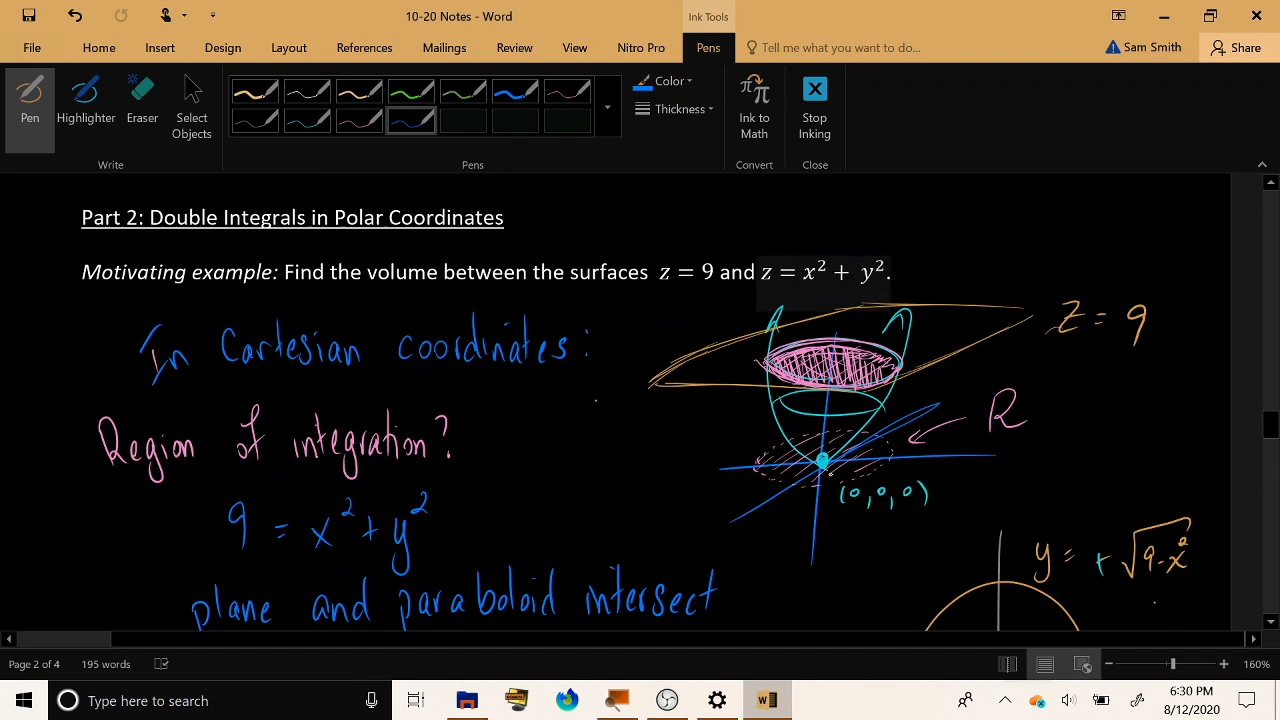 10-20 Notes - Word
Ink Tools
File Home Insert Design Layout References Mailings Review View Nitro Pro Pens Tell me what you want to do... Sam Smith Share
Pen Highlighter Eraser Select Objects
Color
Thickness
Ink to Math
Stop Inking
Write Pens Convert Close
Part 2: Double Integrals in Polar Coordinates
Motivating example: Find the volume between the surfaces z = 9 and z = x² + y².
In Cartesian coordinates:
z = 9
Region of integration?
R
(0,0,0)
9 = x² + y²
y = + √9-x²
plane and paraboloid intersect
Page 2 of 4 195 words 160%
Type here to search
6:30 PM
8/12/2020